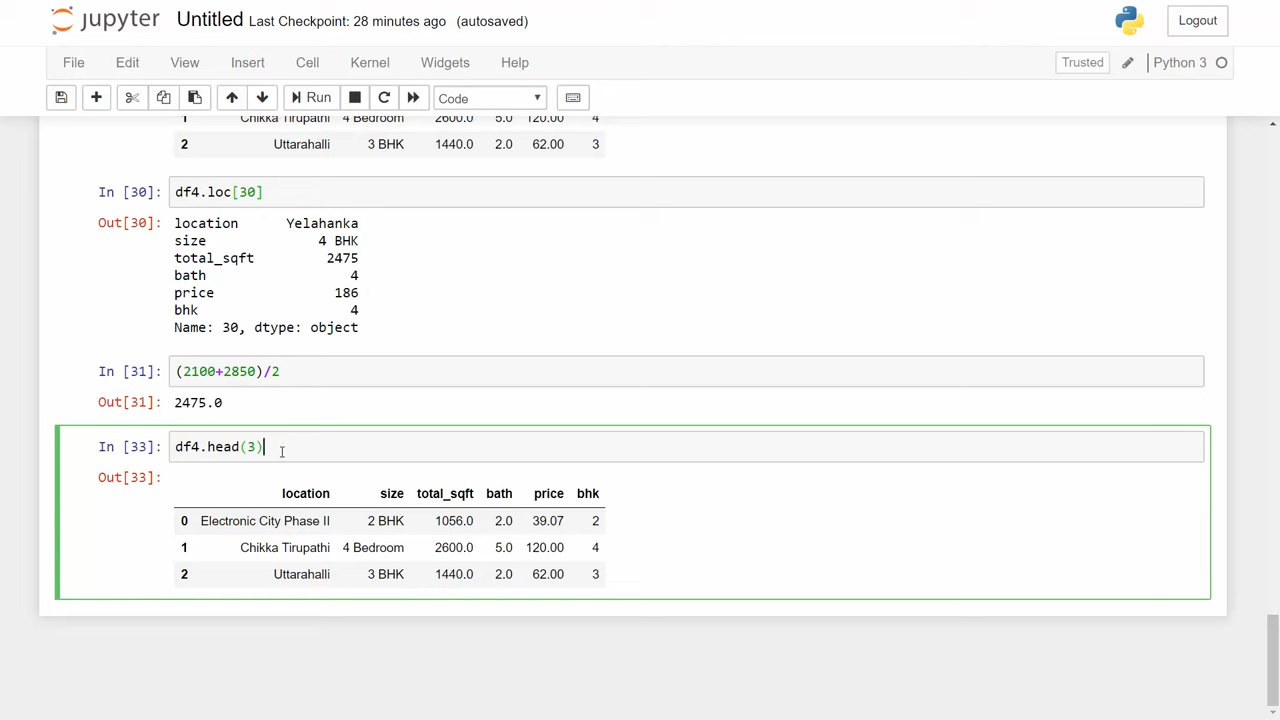 jupyter Untitled Last Checkpoint: 28 minutes ago (autosaved) Logout
File Edit View Insert Cell Kernel Widgets Help Trusted Python 3
Run Code
1 Chikka Tirupathi 4 Bedroom 2600.0 5.0 120.00 4
2 Uttarahalli 3 BHK 1440.0 2.0 62.00 3
In [30]: df4.loc[30]
Out[30]: location Yelahanka
size 4 BHK
total_sqft 2475
bath 4
price 186
bhk 4
Name: 30, dtype: object
In [31]: (2100+2850)/2
Out[31]: 2475.0
In [33]: df4.head(3)
Out[33]:
location size total_sqft bath price bhk
0 Electronic City Phase II 2 BHK 1056.0 2.0 39.07 2
1 Chikka Tirupathi 4 Bedroom 2600.0 5.0 120.00 4
2 Uttarahalli 3 BHK 1440.0 2.0 62.00 3